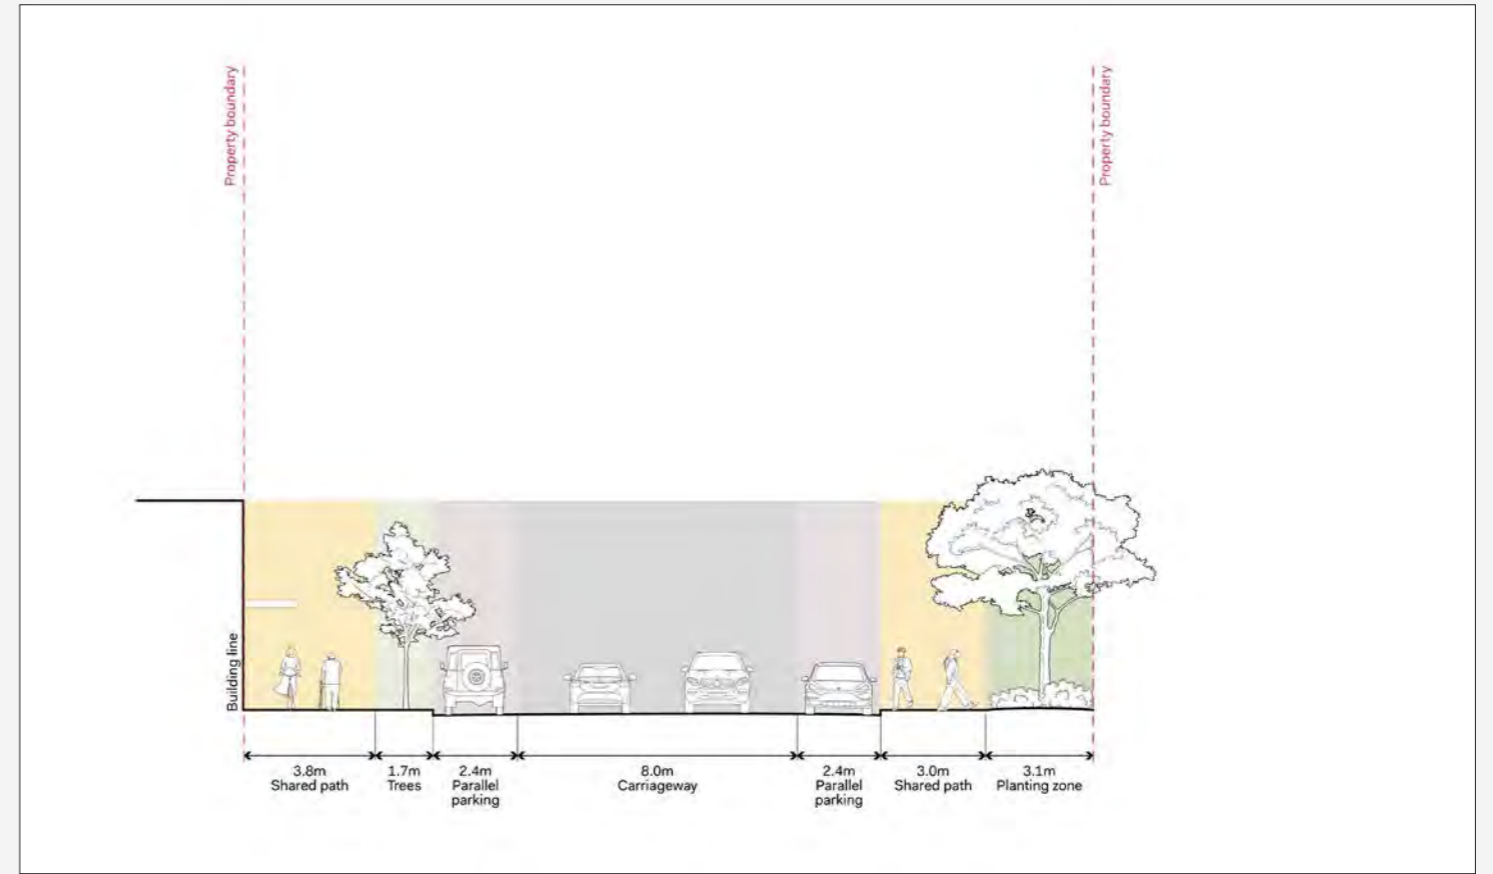 Property boundary
Property boundary
Building line
3.8m
Shared path
1.7m
Trees
2.4m
Parallel
parking
8.0m
Carriageway
2.4m
Parallel
parking
3.0m
Shared path
3.1m
Planting zone